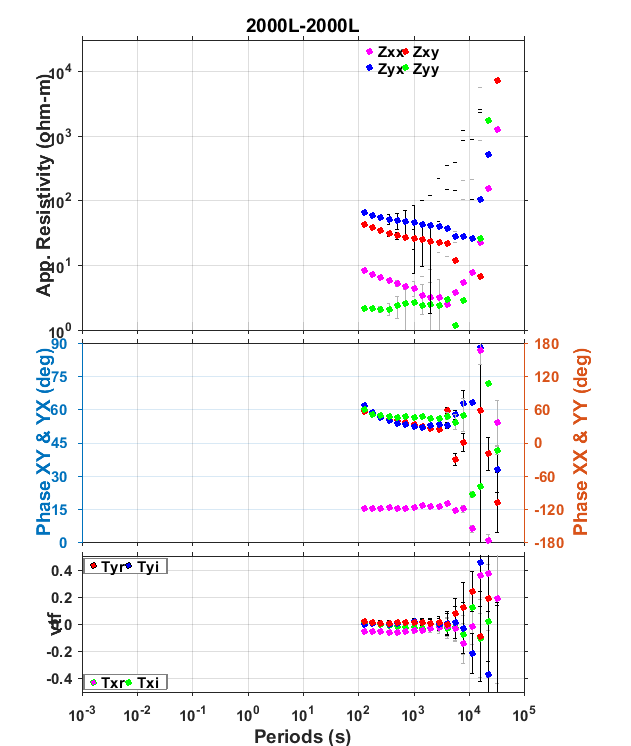 2000L-2000L
Zxx Zxy
Zyx Zyy
App. Resistivity (ohm-m)
10^4
10^3
10^2
10^1
10^0
Phase XY & YX (deg)
90
75
60
45
30
15
0
180
120
60
0
-60
-120
-180
Phase XX & YY (deg)
Tyr Tyi
vtf
0.4
0.2
0.0
-0.2
-0.4
Txr Txi
10^-3 10^-2 10^-1 10^0 10^1 10^2 10^3 10^4 10^5
Periods (s)